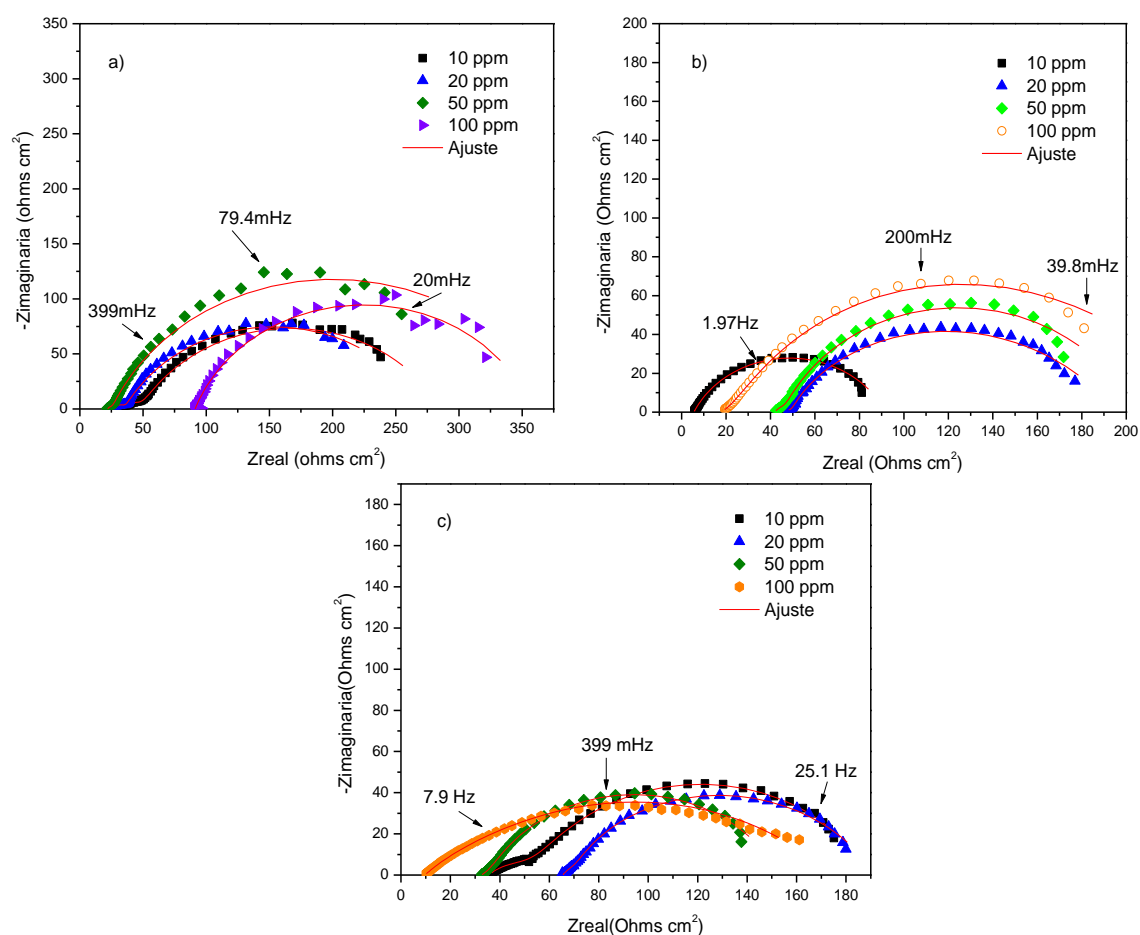 a)
10 ppm
20 ppm
50 ppm
100 ppm
Ajuste
79.4mHz
399mHz
20mHz
-Zimaginaria (ohms cm²)
350
300
250
200
150
100
50
0
0 50 100 150 200 250 300 350
Zreal (ohms cm²)
b)
10 ppm
20 ppm
50 ppm
100 ppm
Ajuste
200mHz
39.8mHz
1.97Hz
-Zimaginaria (Ohms cm²)
200
180
160
140
120
100
80
60
40
20
0
0 20 40 60 80 100 120 140 160 180 200
Zreal (Ohms cm²)
c)
10 ppm
20 ppm
50 ppm
100 ppm
Ajuste
399 mHz
7.9 Hz
25.1 Hz
-Zimaginaria(Ohms cm²)
180
160
140
120
100
80
60
40
20
0
0 20 40 60 80 100 120 140 160 180
Zreal(Ohms cm²)